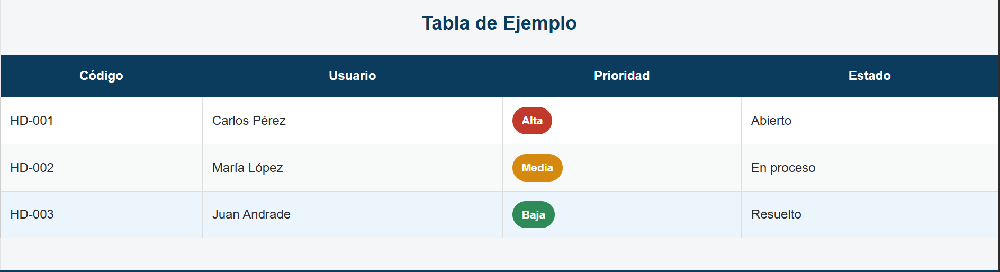 Tabla de Ejemplo
Código Usuario Prioridad Estado
HD-001 Carlos Pérez Alta Abierto
HD-002 María López Media En proceso
HD-003 Juan Andrade Baja Resuelto